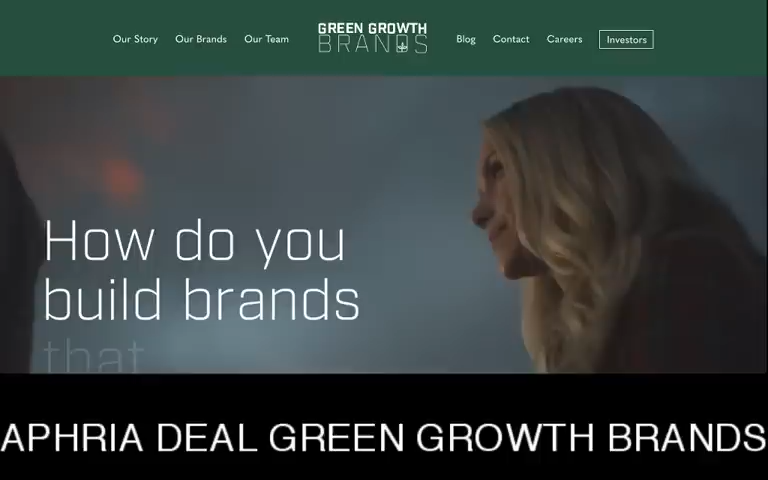 Our Story Our Brands Our Team GREEN GROWTH BRANDS Blog Contact Careers Investors
How do you
build brands
that
APHRIA DEAL GREEN GROWTH BRANDS